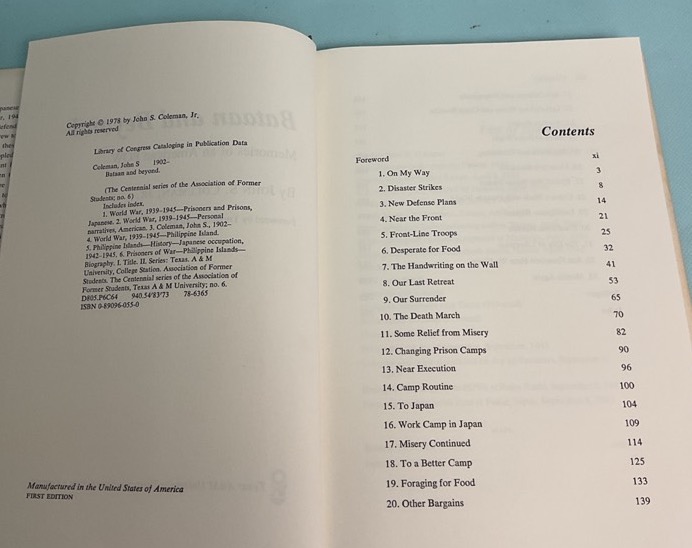 Copyright © 1978 by John S. Coleman, Jr.
All rights reserved
Library of Congress Cataloging in Publication Data
Coleman, John S 1902-
Bataan and beyond.
(The Centennial series of the Association of Former
Students; no. 6)
Includes index.
1. World War, 1939-1945—Prisoners and Prisons,
Japanese. 2. World War, 1939-1945—Personal
narratives, American. 3. Coleman, John S., 1902-
4. World War, 1939-1945—Philippine Island.
5. Philippine Islands—History—Japanese occupation,
1942-1945. 6. Prisoners of War—Philippine Islands—
Biography. I. Title. II. Series: Texas. A & M
University, College Station. Association of Former
Students. The Centennial series of the Association of
Former Students, Texas A & M University; no. 6.
D805.P6C64 940.54'83'73 78-6365
ISBN 0-89096-055-0
Manufactured in the United States of America
FIRST EDITION
Contents
Foreword xi
1. On My Way 3
2. Disaster Strikes 8
3. New Defense Plans 14
4. Near the Front 21
5. Front-Line Troops 25
6. Desperate for Food 32
7. The Handwriting on the Wall 41
8. Our Last Retreat 53
9. Our Surrender 65
10. The Death March 70
11. Some Relief from Misery 82
12. Changing Prison Camps 90
13. Near Execution 96
14. Camp Routine 100
15. To Japan 104
16. Work Camp in Japan 109
17. Misery Continued 114
18. To a Better Camp 125
19. Foraging for Food 133
20. Other Bargains 139